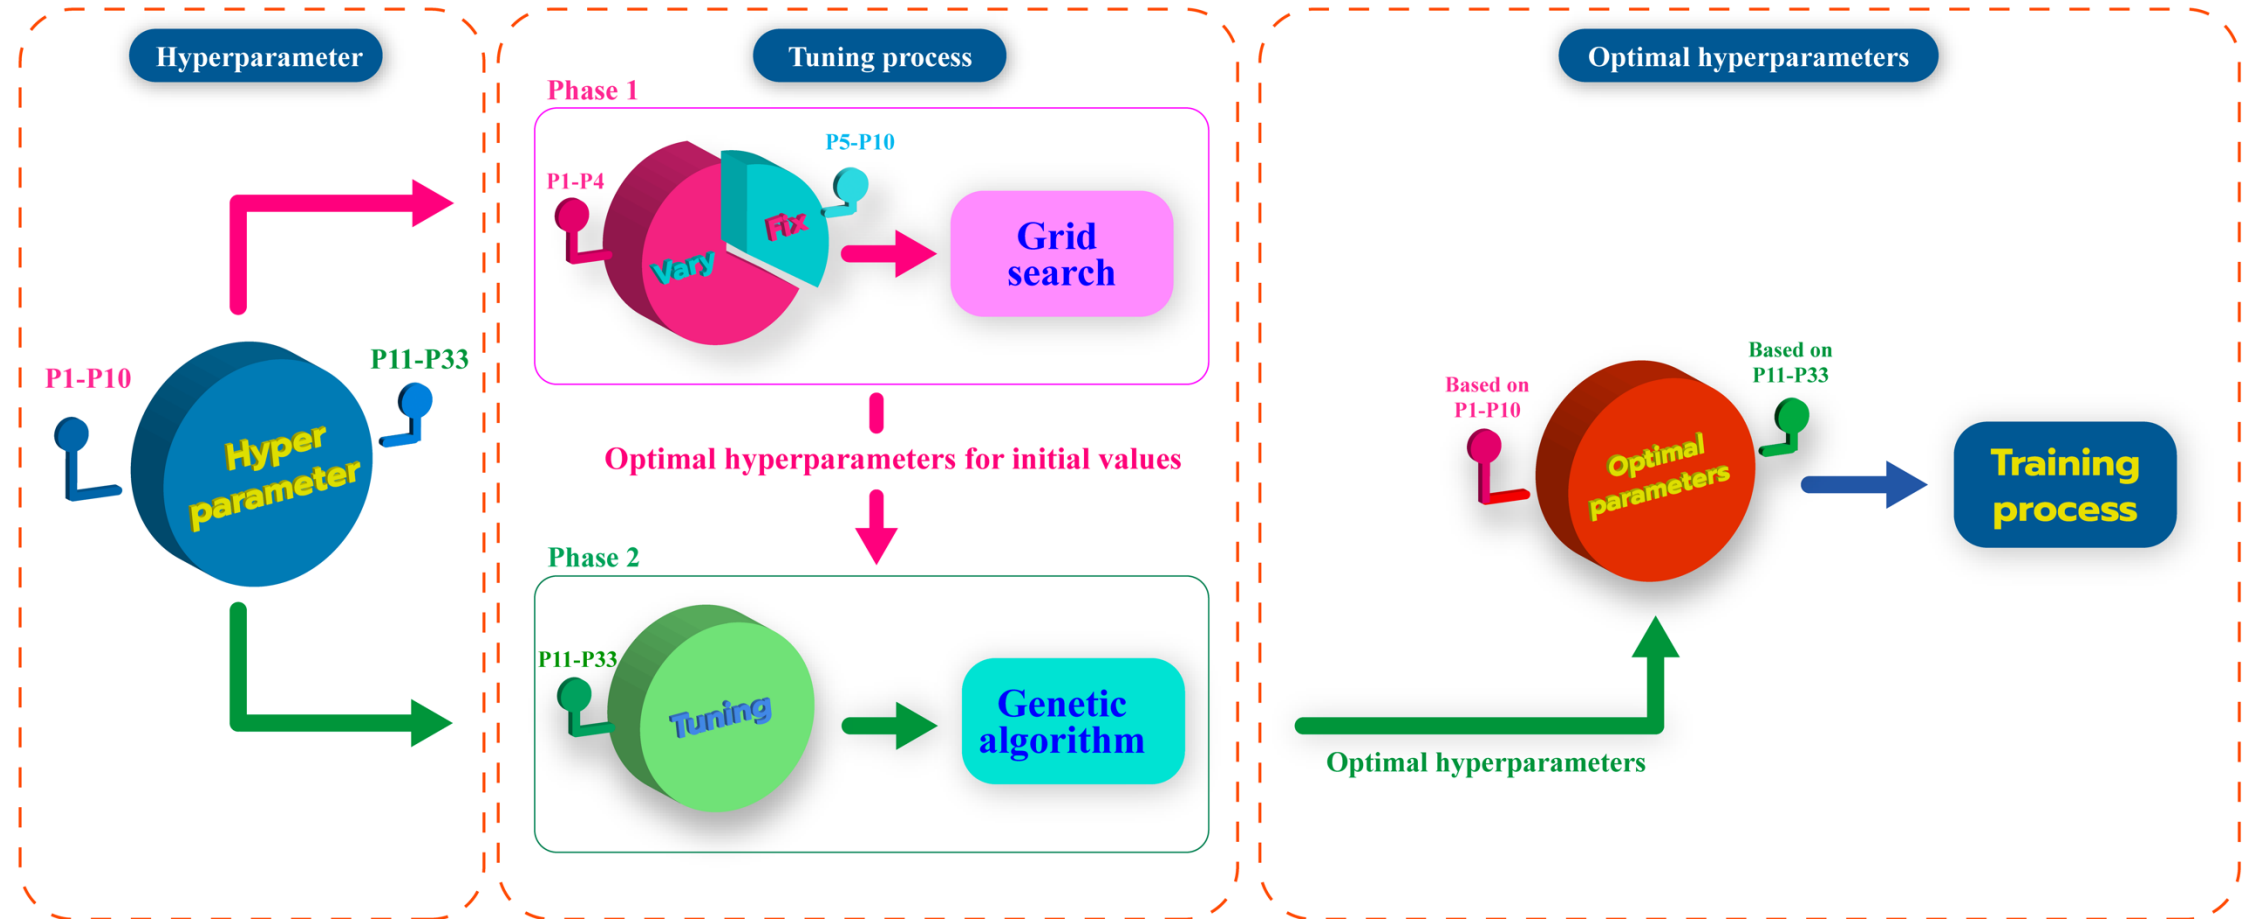 Hyperparameter
P1-P10
P11-P33
Hyper
parameter
Tuning process
Phase 1
P1-P4
P5-P10
Vary
Fix
Grid
search
Optimal hyperparameters for initial values
Phase 2
P11-P33
Tuning
Genetic
algorithm
Optimal hyperparameters
Based on
P1-P10
Based on
P11-P33
Optimal
parameters
Training
process
Optimal hyperparameters